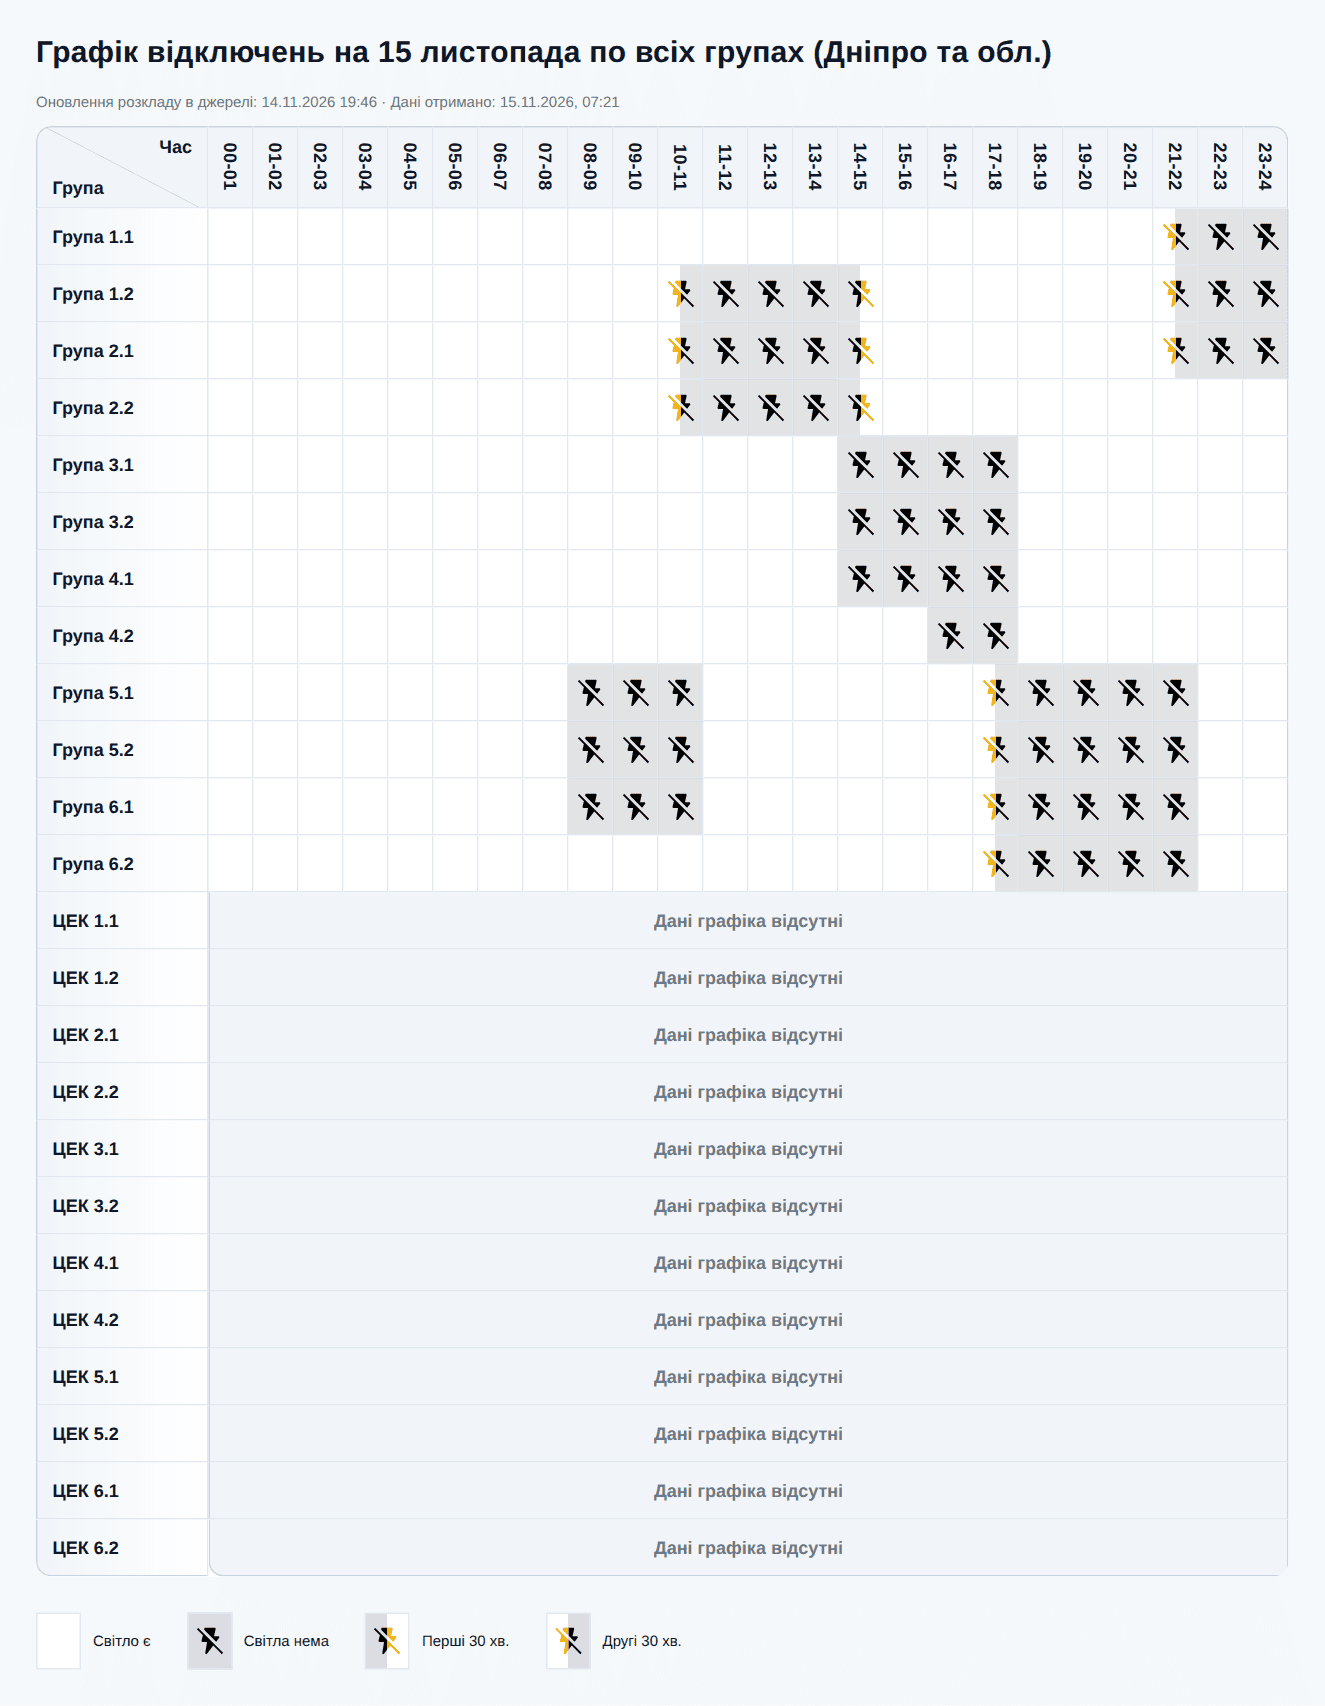 Графік відключень на 15 листопада по всіх групах (Дніпро та обл.)
Оновлення розкладу в джерелі: 14.11.2026 19:46 · Дані отримано: 15.11.2026, 07:21
Час
Група
00-01 01-02 02-03 03-04 04-05 05-06 06-07 07-08 08-09 09-10 10-11 11-12 12-13 13-14 14-15 15-16 16-17 17-18 18-19 19-20 20-21 21-22 22-23 23-24
Група 1.1
Група 1.2
Група 2.1
Група 2.2
Група 3.1
Група 3.2
Група 4.1
Група 4.2
Група 5.1
Група 5.2
Група 6.1
Група 6.2
ЦЕК 1.1 Дані графіка відсутні
ЦЕК 1.2 Дані графіка відсутні
ЦЕК 2.1 Дані графіка відсутні
ЦЕК 2.2 Дані графіка відсутні
ЦЕК 3.1 Дані графіка відсутні
ЦЕК 3.2 Дані графіка відсутні
ЦЕК 4.1 Дані графіка відсутні
ЦЕК 4.2 Дані графіка відсутні
ЦЕК 5.1 Дані графіка відсутні
ЦЕК 5.2 Дані графіка відсутні
ЦЕК 6.1 Дані графіка відсутні
ЦЕК 6.2 Дані графіка відсутні
Світло є Світла нема Перші 30 хв. Другі 30 хв.